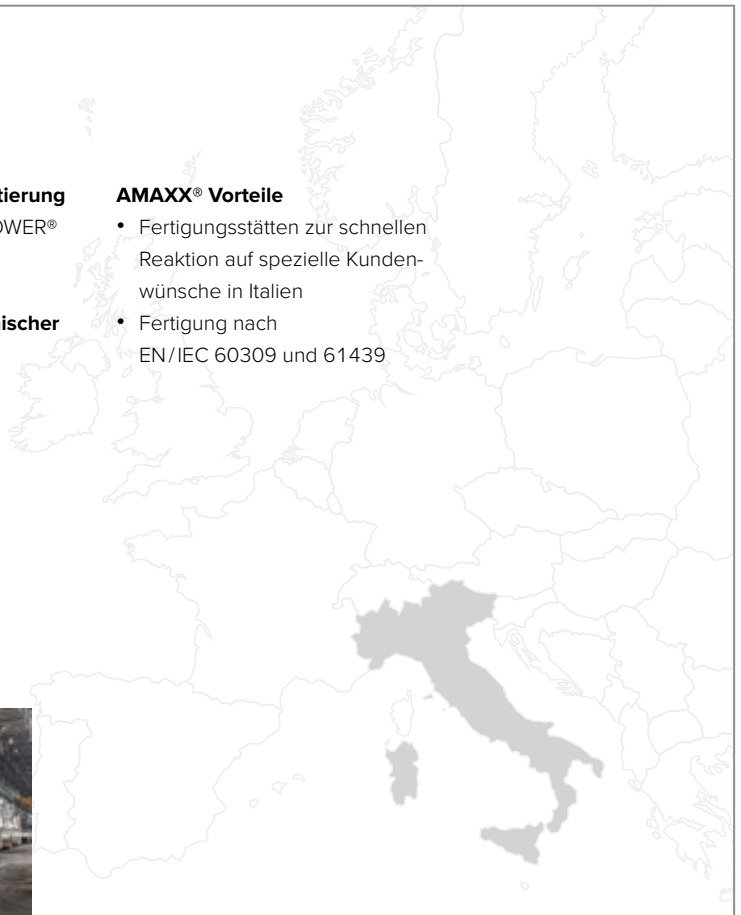 tierung
OWER®
ischer
AMAXX® Vorteile
• Fertigungsstätten zur schnellen
Reaktion auf spezielle Kunden-
wünsche in Italien
• Fertigung nach
EN/IEC 60309 und 61439